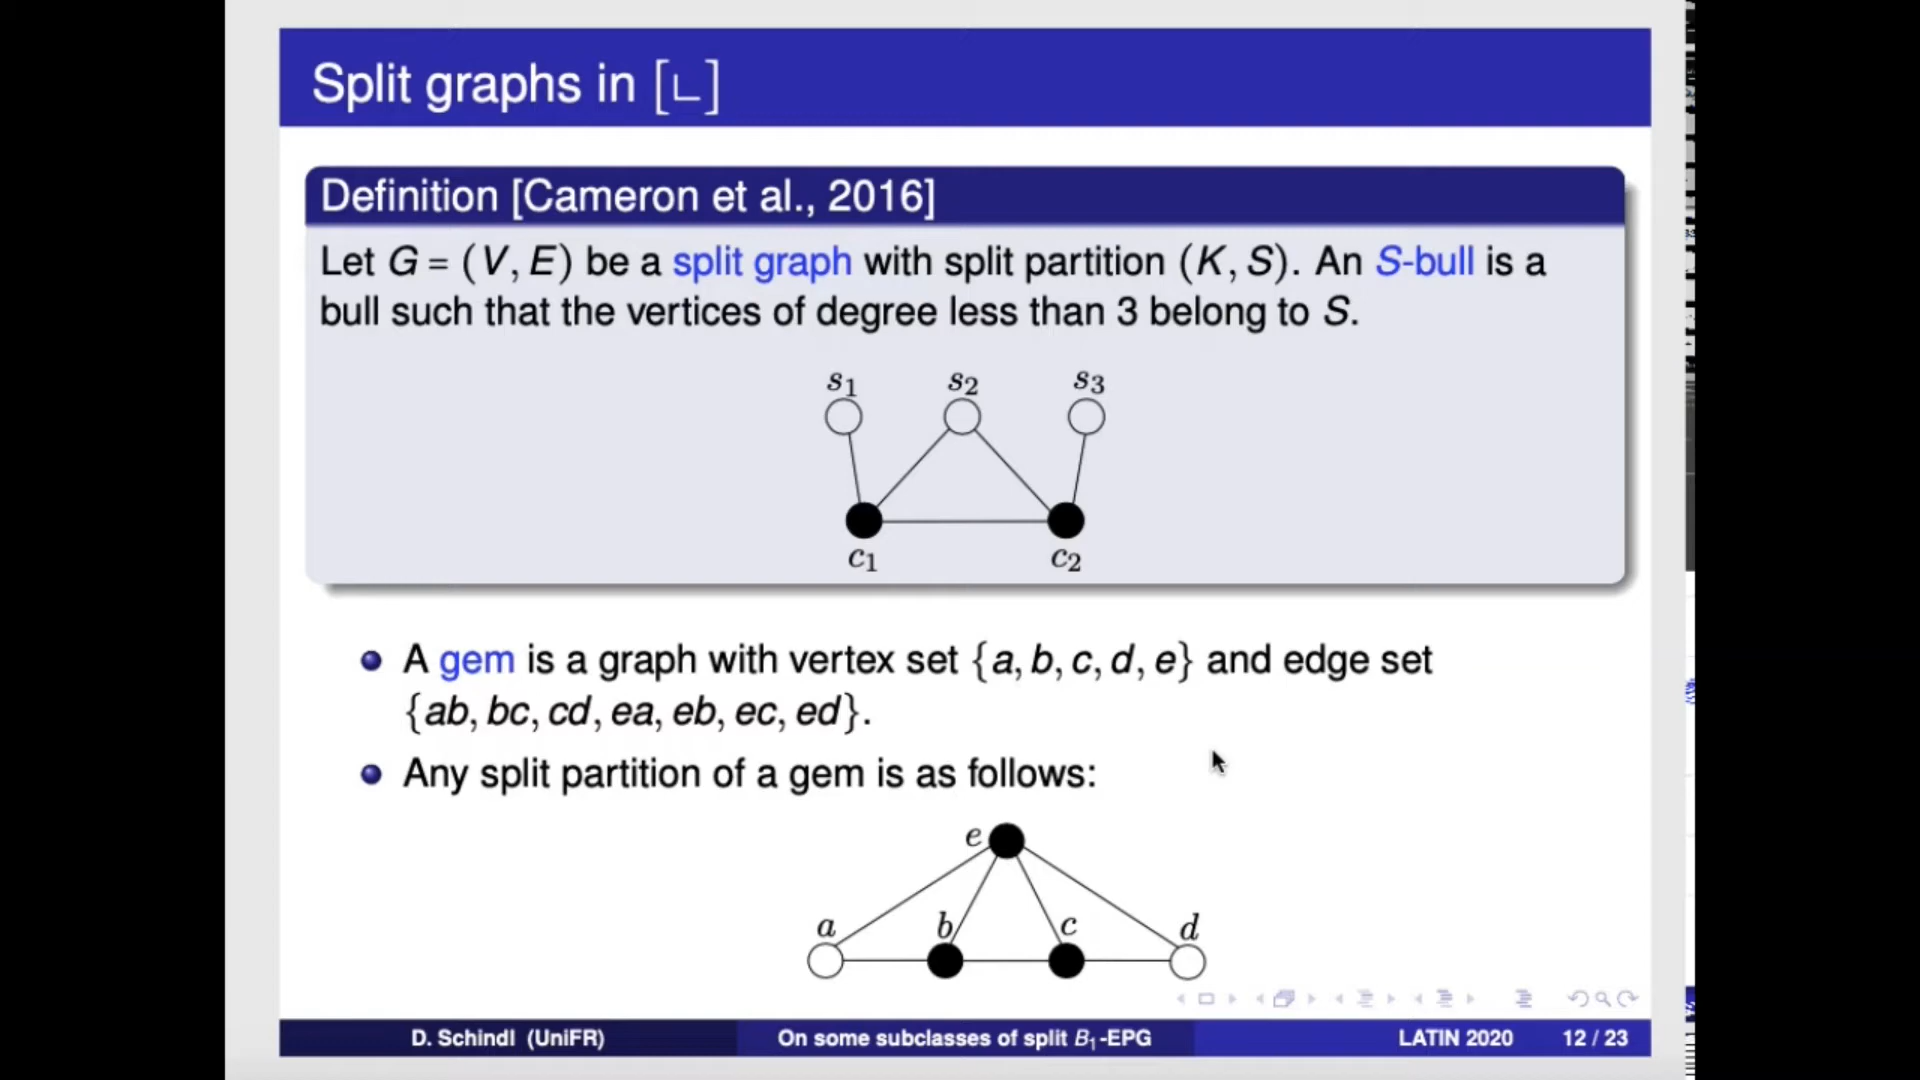 Split graphs in [∟]
Definition [Cameron et al., 2016]
Let G = (V, E) be a split graph with split partition (K, S). An S-bull is a
bull such that the vertices of degree less than 3 belong to S.
s₁ s₂ s₃
c₁ c₂
A gem is a graph with vertex set {a, b, c, d, e} and edge set
{ab, bc, cd, ea, eb, ec, ed}.
Any split partition of a gem is as follows:
e
a b c d
D. Schindl (UniFR) On some subclasses of split B₁-EPG LATIN 2020 12 / 23